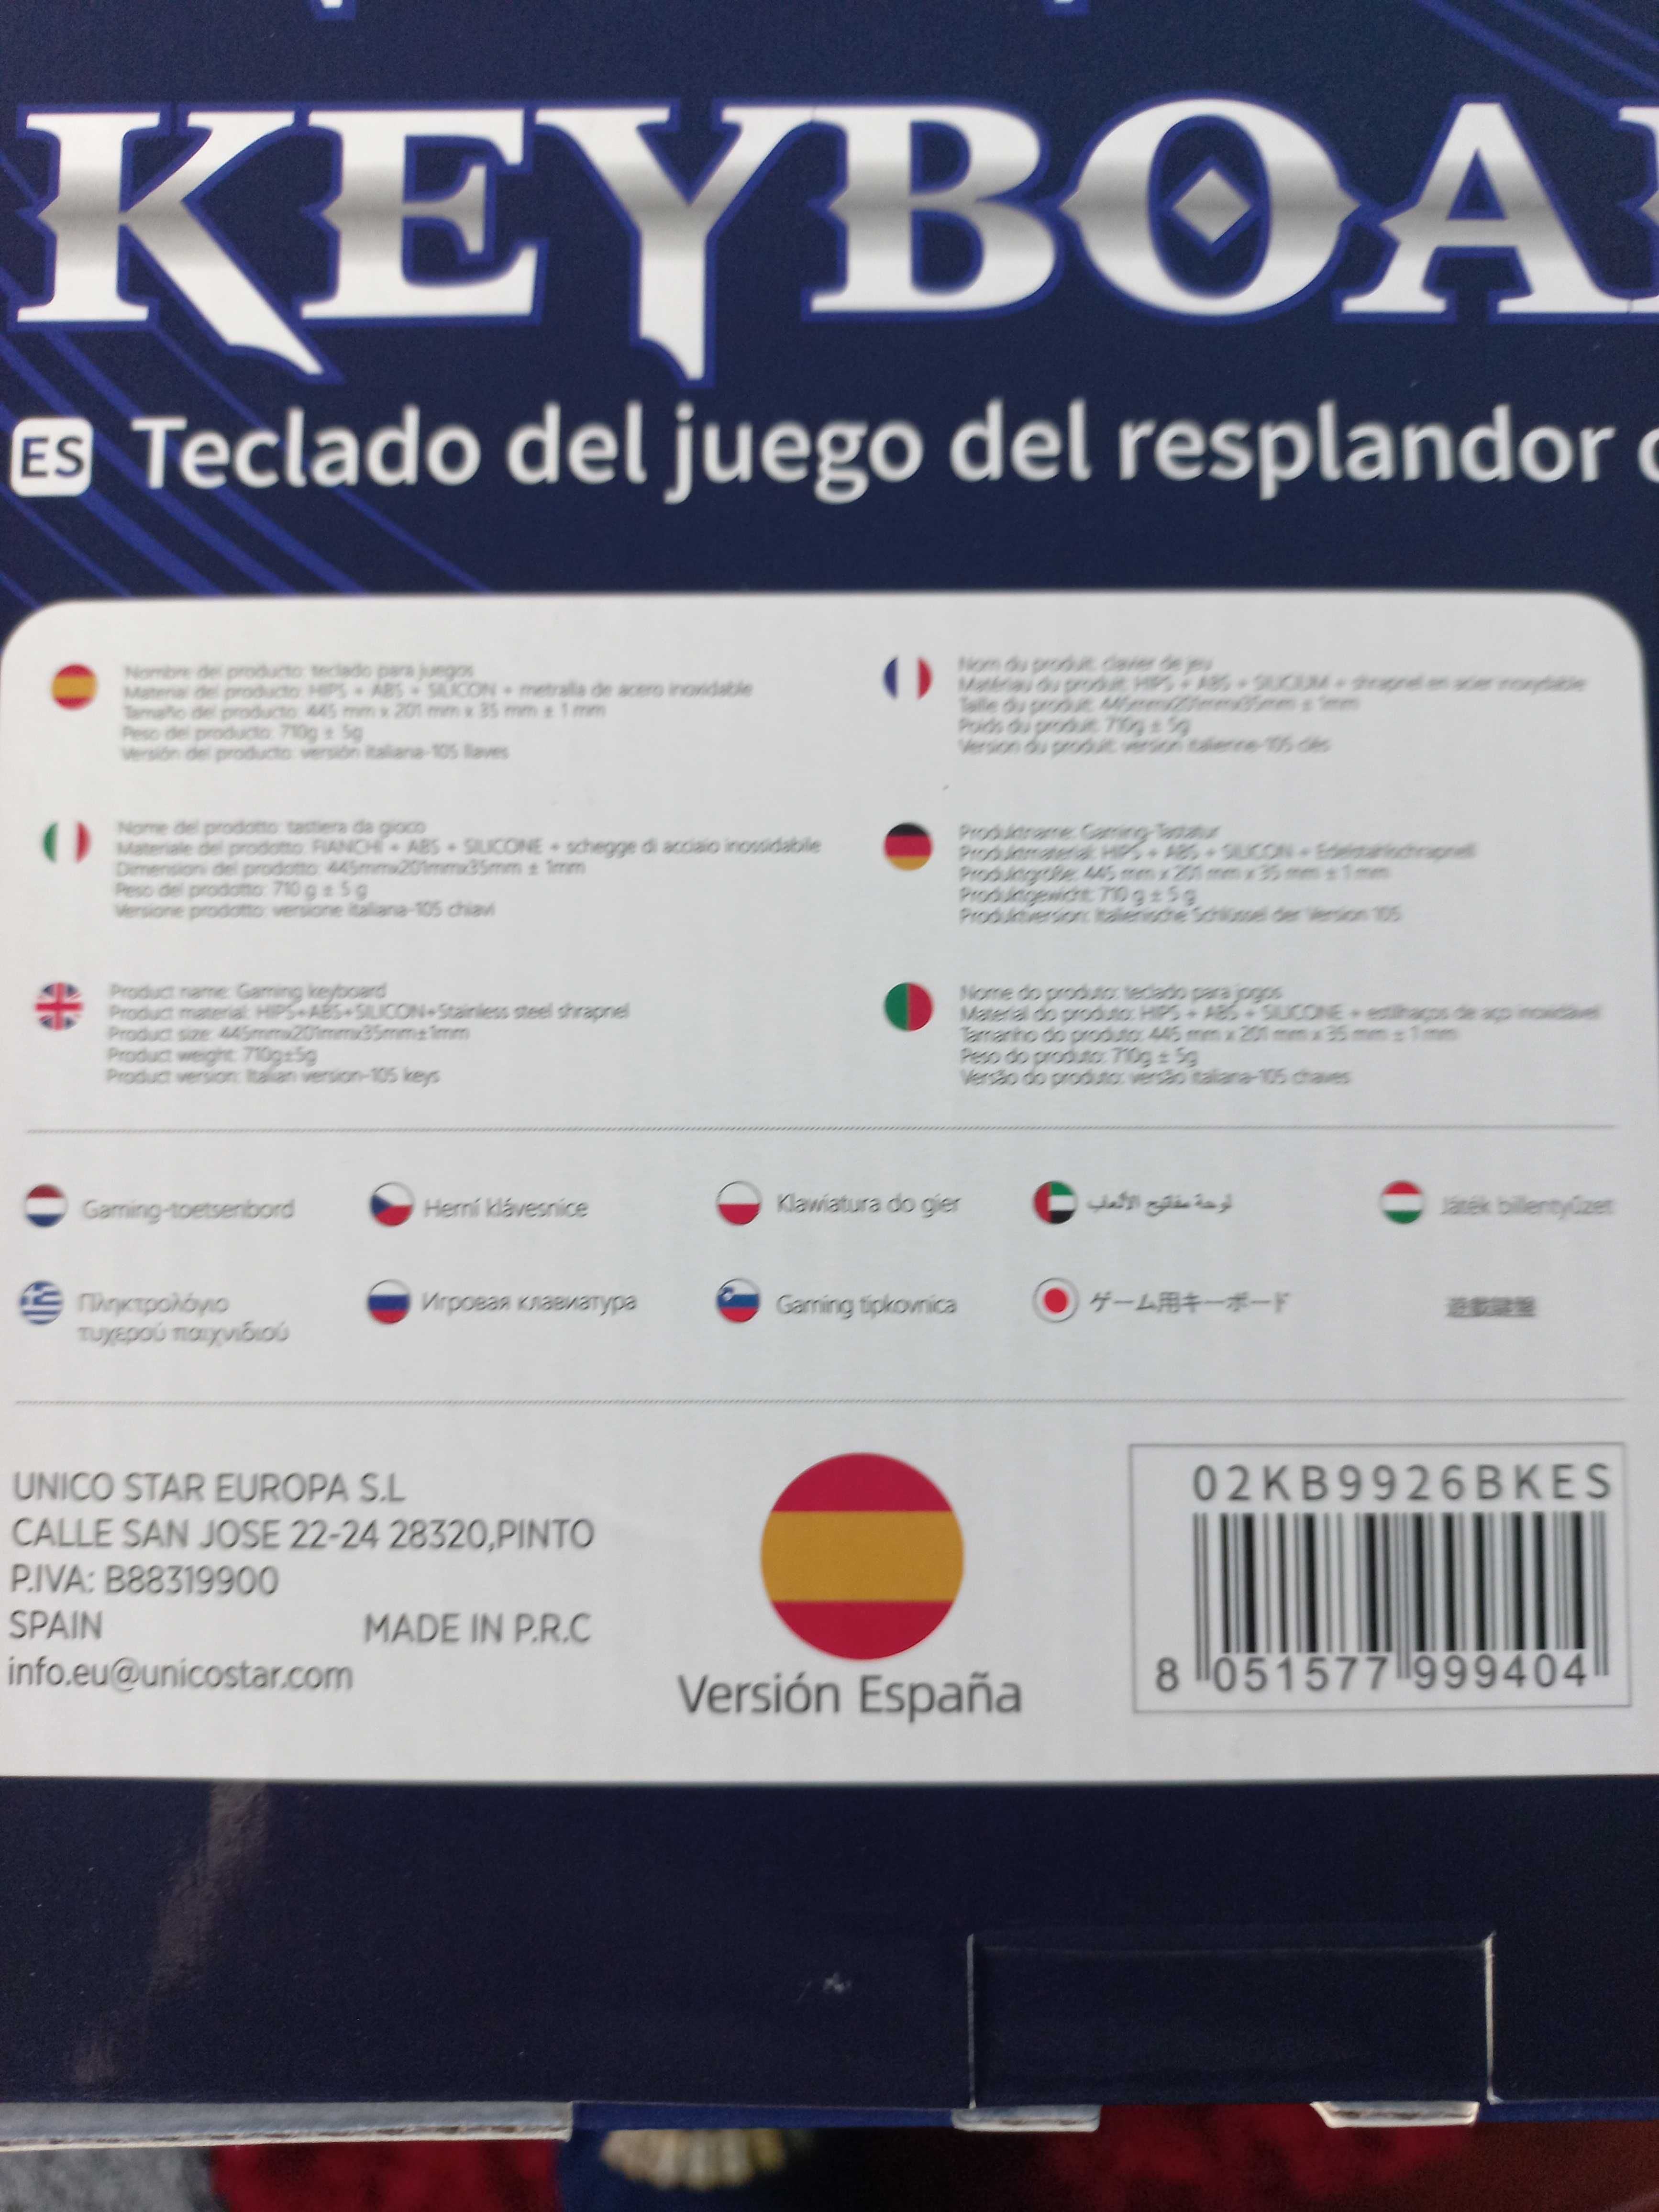 KEYBOA
ES Teclado del juego del resplandor
Nombre del producto: teclado para juegos
Material del producto: HIPS + ABS + SILICON + metralla de acero inoxidable
Tamaño del producto: 445 mm x 201 mm x 35 mm ± 1 mm
Peso del producto: 710g ± 5g
Versión del producto: versión italiana-105 llaves
Nom du produit: clavier de jeu
Matériau du produit: HIPS + ABS + SILICIUM + shrapnel en acier inoxydable
Taille du produit: 445mmx201mmx35mm ± 1mm
Poids du produit: 710g ± 5g
Version du produit: version italienne-105 clés
Nome del prodotto: tastiera da gioco
Materiale del prodotto: FIANCHI + ABS + SILICONE + schegge di acciaio inossidabile
Dimensioni del prodotto: 445mmx201mmx35mm ± 1mm
Peso del prodotto: 710 g ± 5 g
Versione prodotto: versione italiana-105 chiavi
Produktname: Gaming-Tastatur
Produktmaterial: HIPS + ABS + SILICON + Edelstahlschrapnell
Produktgröße: 445 mm x 201 mm x 35 mm ± 1 mm
Produktgewicht: 710 g ± 5 g
Produktversion: Italienische Schlüssel der Version 105
Product name: Gaming keyboard
Product material: HIPS+ABS+SILICON+Stainless steel shrapnel
Product size: 445mmx201mmx35mm±1mm
Product weight: 710g±5g
Product version: Italian version-105 keys
Nome do produto: teclado para jogos
Material do produto: HIPS + ABS + SILICONE + estilhaços de aço inoxidável
Tamanho do produto: 445 mm x 201 mm x 35 mm ± 1 mm
Peso do produto: 710g ± 5g
Versão do produto: versão italiana-105 chaves
Gaming-toetsenbord
Herní klávesnice
Klawiatura do gier
لوحة مفاتيح الألعاب
Játék billentyűzet
Πληκτρολόγιο
τυχερού παιχνιδιού
Игровая клавиатура
Gaming tipkovnica
ゲーム用キーボード
遊戲鍵盤
UNICO STAR EUROPA S.L
CALLE SAN JOSE 22-24 28320,PINTO
P.IVA: B88319900
SPAIN MADE IN P.R.C
info.eu@unicostar.com
Versión España
02KB9926BKES
8 051577 999404